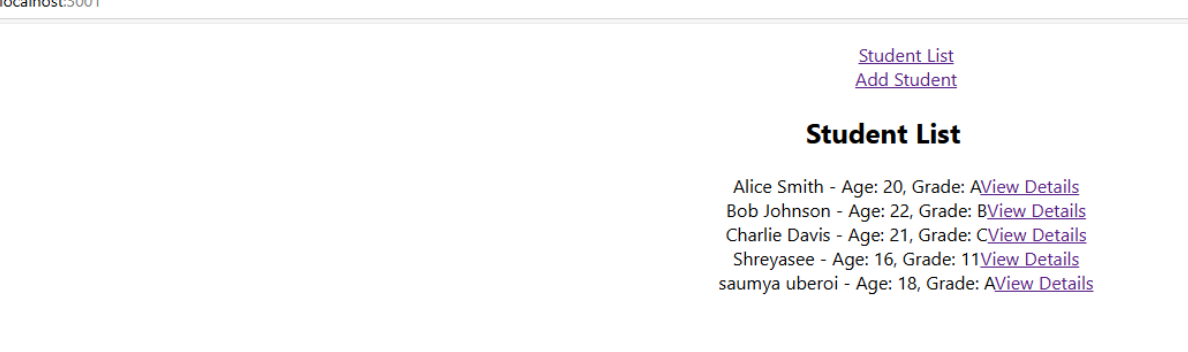 localhost:3001
Student List
Add Student
Student List
Alice Smith - Age: 20, Grade: AView Details
Bob Johnson - Age: 22, Grade: BView Details
Charlie Davis - Age: 21, Grade: CView Details
Shreyasee - Age: 16, Grade: 11View Details
saumya uberoi - Age: 18, Grade: AView Details